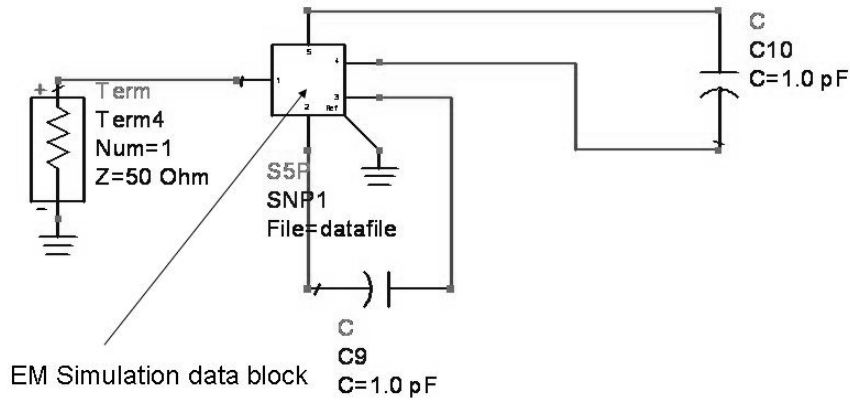 C
C10
C=1.0 pF
+
5
4
1
3
2
Ref
Term
Term4
Num=1
Z=50 Ohm
-
S5P
SNP1
File=datafile
C
C9
C=1.0 pF
EM Simulation data block